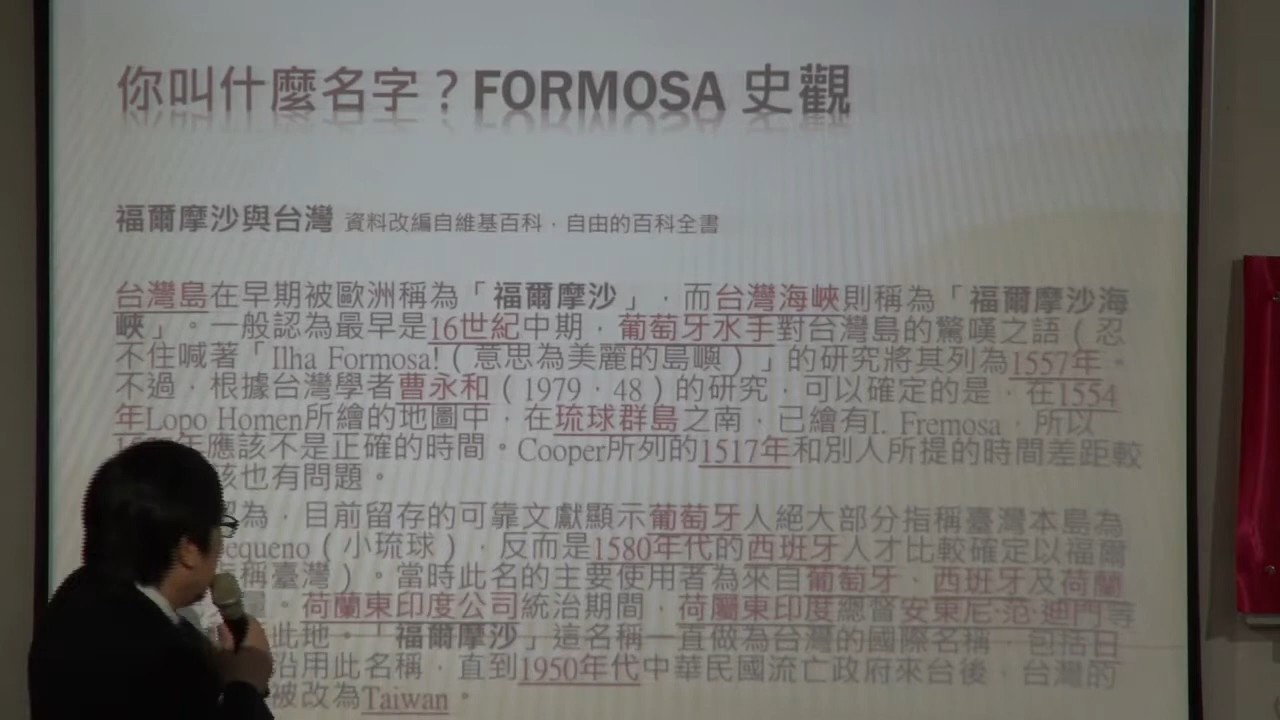 你叫什麼名字？FORMOSA 史觀
福爾摩沙與台灣 資料改編自維基百科，自由的百科全書
台灣島在早期被歐洲稱為「福爾摩沙」，而台灣海峽則稱為「福爾摩沙海
峽」。一般認為最早是16世紀中期，葡萄牙水手對台灣島的驚嘆之語（忍
不住喊著「Ilha Formosa!（意思為美麗的島嶼）」的研究將其列為1557年。
不過，根據台灣學者曹永和（1979，48）的研究，可以確定的是，在1554
年Lopo Homen所繪的地圖中，在琉球群島之南，已繪有I. Fremosa，所以
年應該不是正確的時間。Cooper所列的1517年和別人所提的時間差距較
也有問題。
為，目前留存的可靠文獻顯示葡萄牙人絕大部分指稱臺灣本島為
equeno（小琉球），反而是1580年代的西班牙人才比較確定以福爾
稱臺灣）。當時此名的主要使用者為來自葡萄牙、西班牙及荷蘭
。荷蘭東印度公司統治期間，荷屬東印度總督安東尼·范·迪門等
此地。「福爾摩沙」這名稱一直做為台灣的國際名稱，包括日
沿用此名稱，直到1950年代中華民國流亡政府來台後，台灣的
被改為Taiwan。